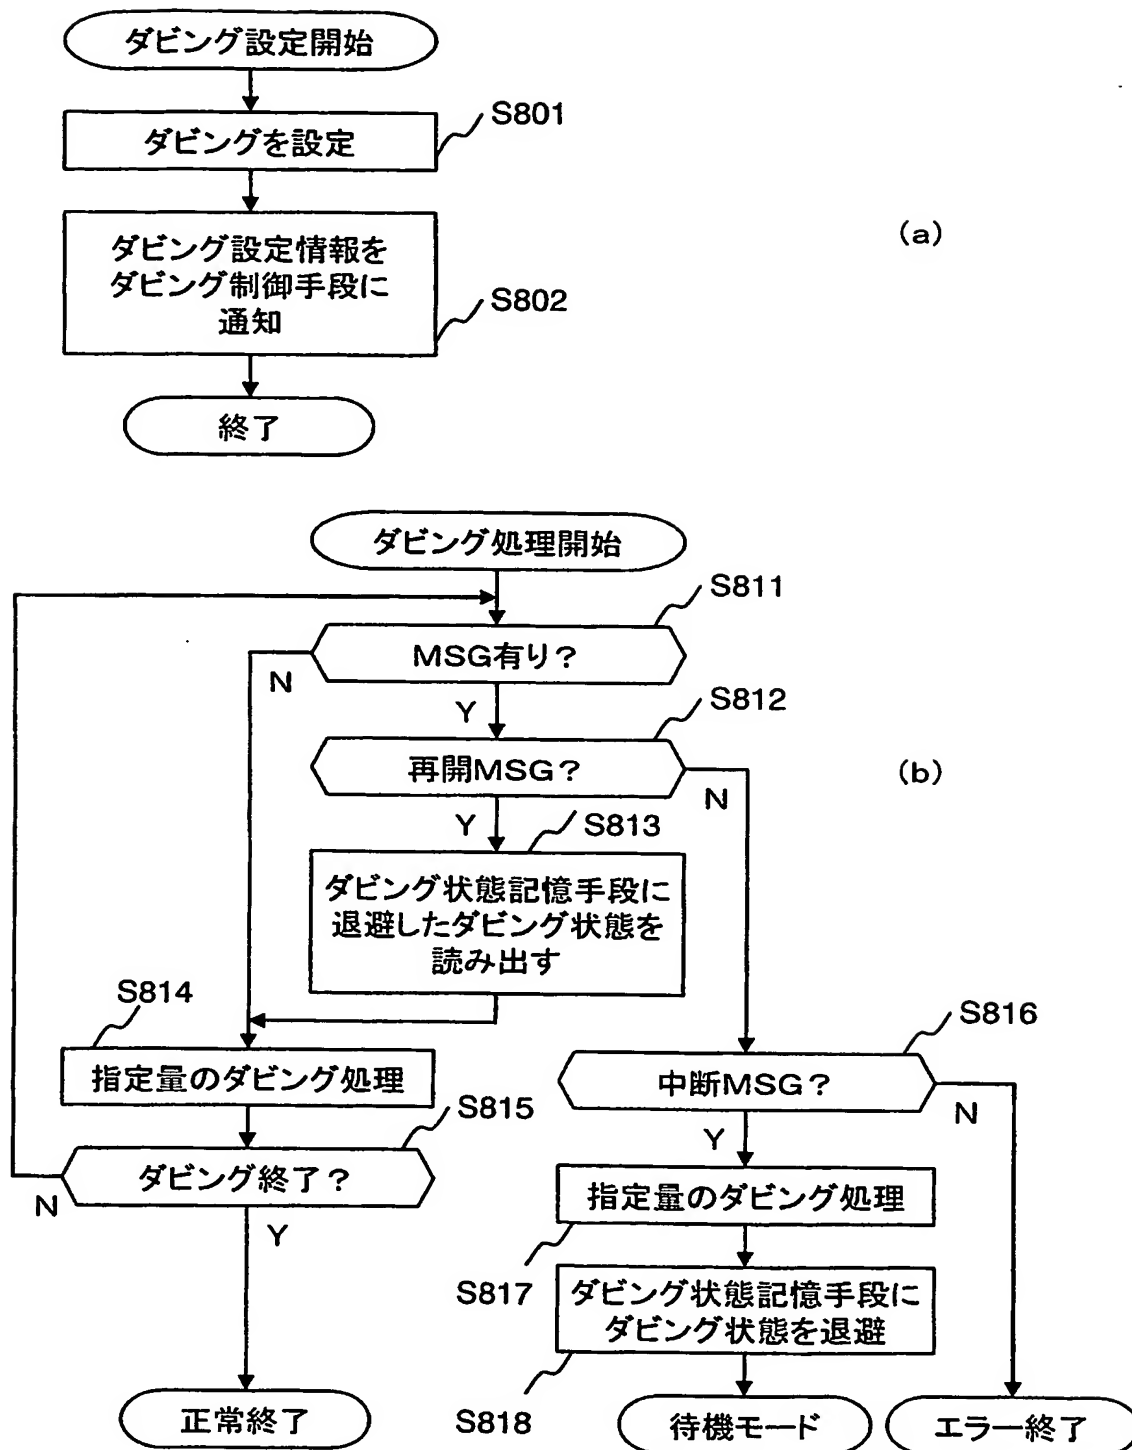 ダビング設定開始
S801
ダビングを設定
(a)
ダビング設定情報を
ダビング制御手段に
通知
S802
終了
ダビング処理開始
S811
MSG有り?
N
Y
S812
再開MSG?
(b)
N
Y
S813
ダビング状態記憶手段に
退避したダビング状態を
読み出す
S814
指定量のダビング処理
S815
ダビング終了?
N
Y
S816
中断MSG?
N
Y
指定量のダビング処理
S817
ダビング状態記憶手段に
ダビング状態を退避
S818
正常終了
待機モード
エラー終了